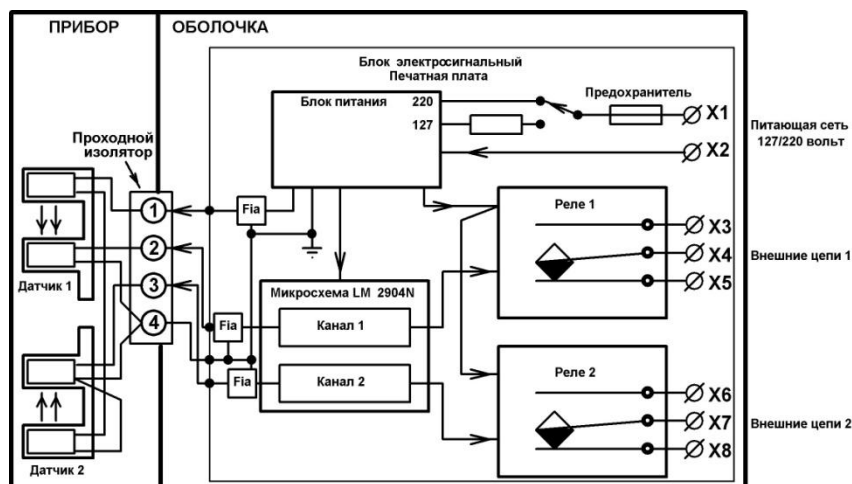 ПРИБОР
ОБОЛОЧКА
Блок электросигнальный
Печатная плата
Блок питания
220
127
Предохранитель
X1
X2
Питающая сеть
127/220 вольт
Проходной
изолятор
1
2
3
4
Fia
Датчик 1
Реле 1
X3
X4
X5
Внешние цепи 1
Микросхема LM 2904N
Fia
Канал 1
Fia
Канал 2
Реле 2
X6
X7
X8
Внешние цепи 2
Датчик 2